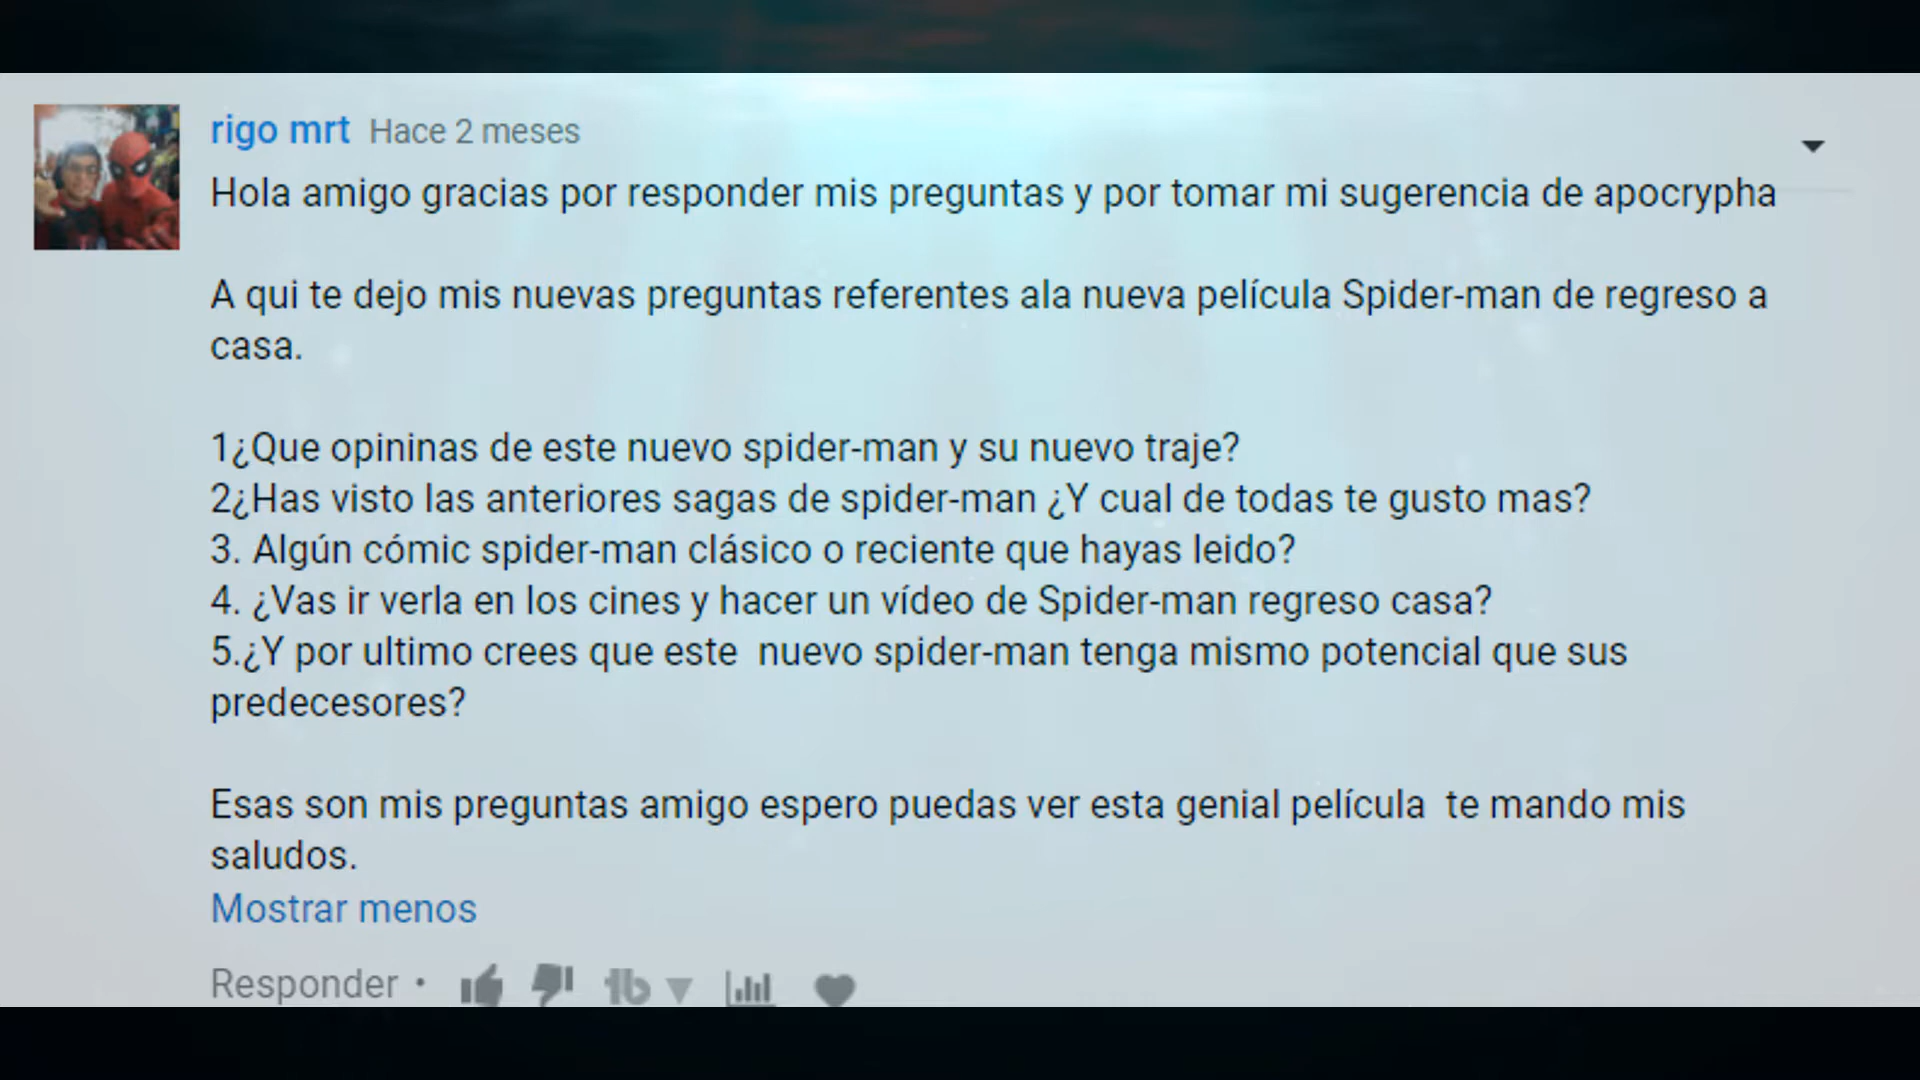 rigo mrt Hace 2 meses
Hola amigo gracias por responder mis preguntas y por tomar mi sugerencia de apocrypha
A qui te dejo mis nuevas preguntas referentes ala nueva película Spider-man de regreso a
casa.
1¿Que opininas de este nuevo spider-man y su nuevo traje?
2¿Has visto las anteriores sagas de spider-man ¿Y cual de todas te gusto mas?
3. Algún cómic spider-man clásico o reciente que hayas leido?
4. ¿Vas ir verla en los cines y hacer un vídeo de Spider-man regreso casa?
5.¿Y por ultimo crees que este  nuevo spider-man tenga mismo potencial que sus
predecesores?
Esas son mis preguntas amigo espero puedas ver esta genial película  te mando mis
saludos.
Mostrar menos
Responder •